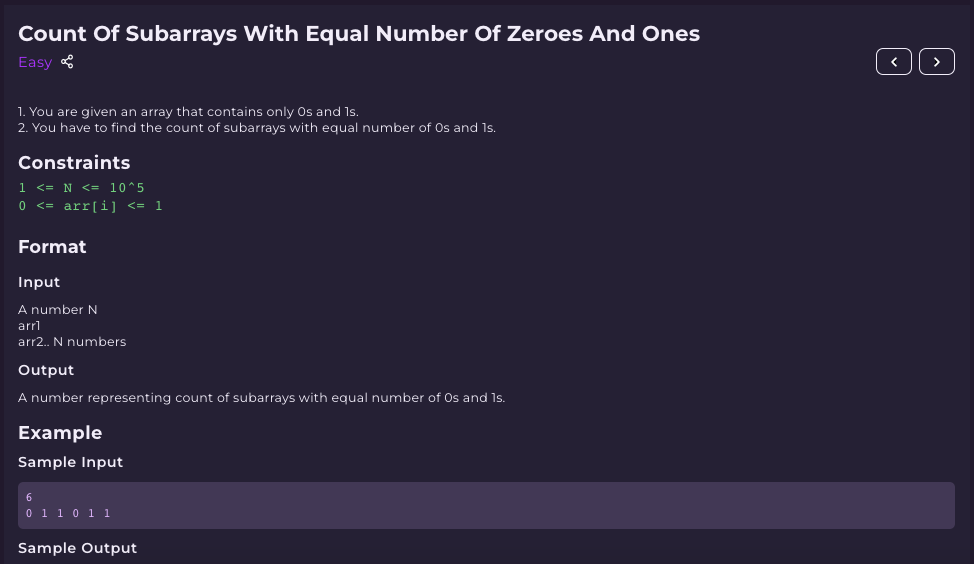 Count Of Subarrays With Equal Number Of Zeroes And Ones
Easy
1. You are given an array that contains only 0s and 1s.
2. You have to find the count of subarrays with equal number of 0s and 1s.
Constraints
1 <= N <= 10^5
0 <= arr[i] <= 1
Format
Input
A number N
arr1
arr2.. N numbers
Output
A number representing count of subarrays with equal number of 0s and 1s.
Example
Sample Input
6
0 1 1 0 1 1
Sample Output